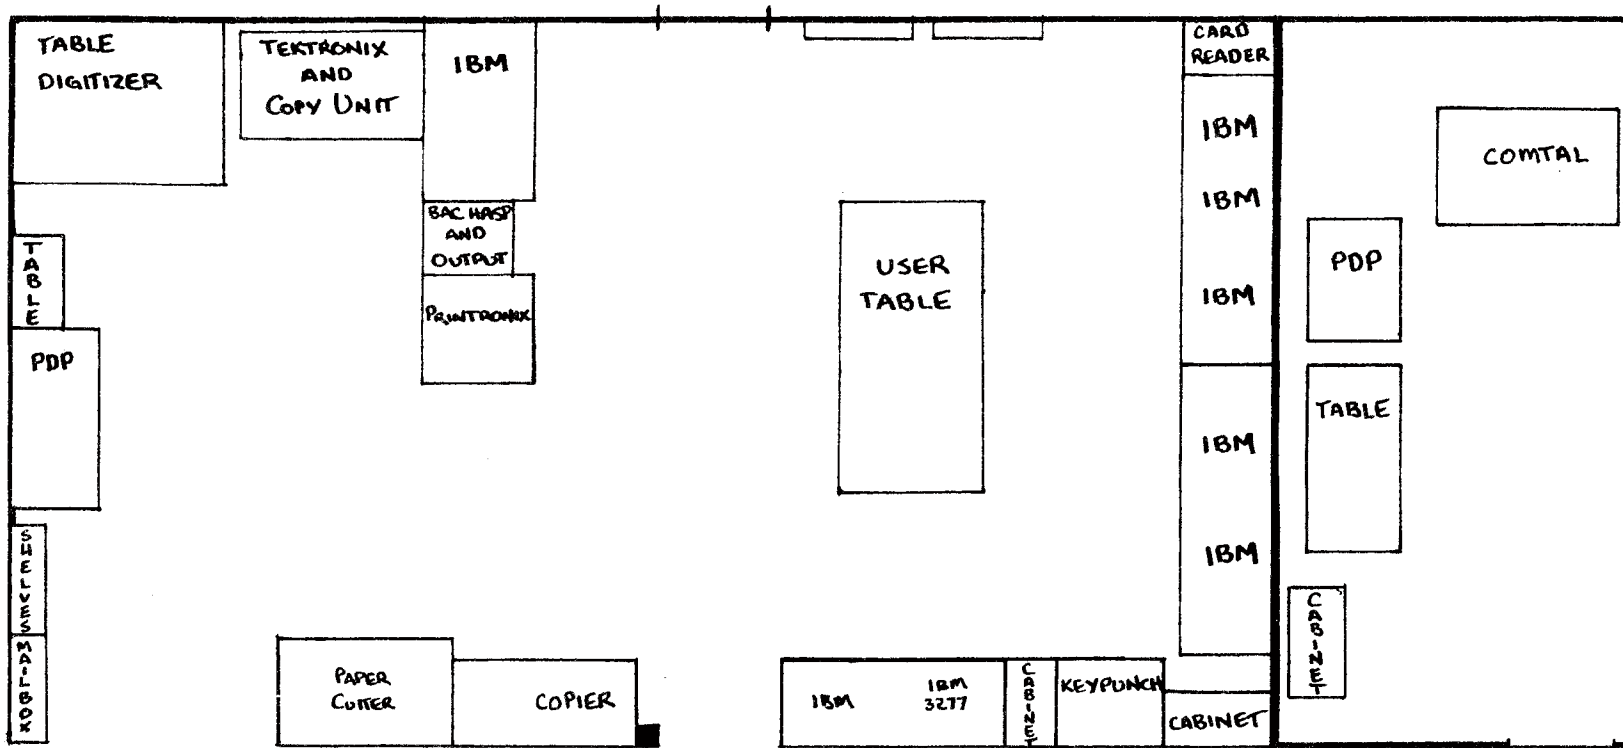 TABLE
DIGITIZER
TEKTRONIX
AND
COPY UNIT
IBM
BAC HASP
AND
OUTPUT
PRINTRONIX
TABLE
PDP
SHELVES
MAILBOX
PAPER
CUTTER
COPIER
USER
TABLE
CARD
READER
IBM
IBM
IBM
IBM
IBM
IBM
IBM
3277
CABINET
KEYPUNCH
CABINET
COMTAL
PDP
TABLE
CABINET